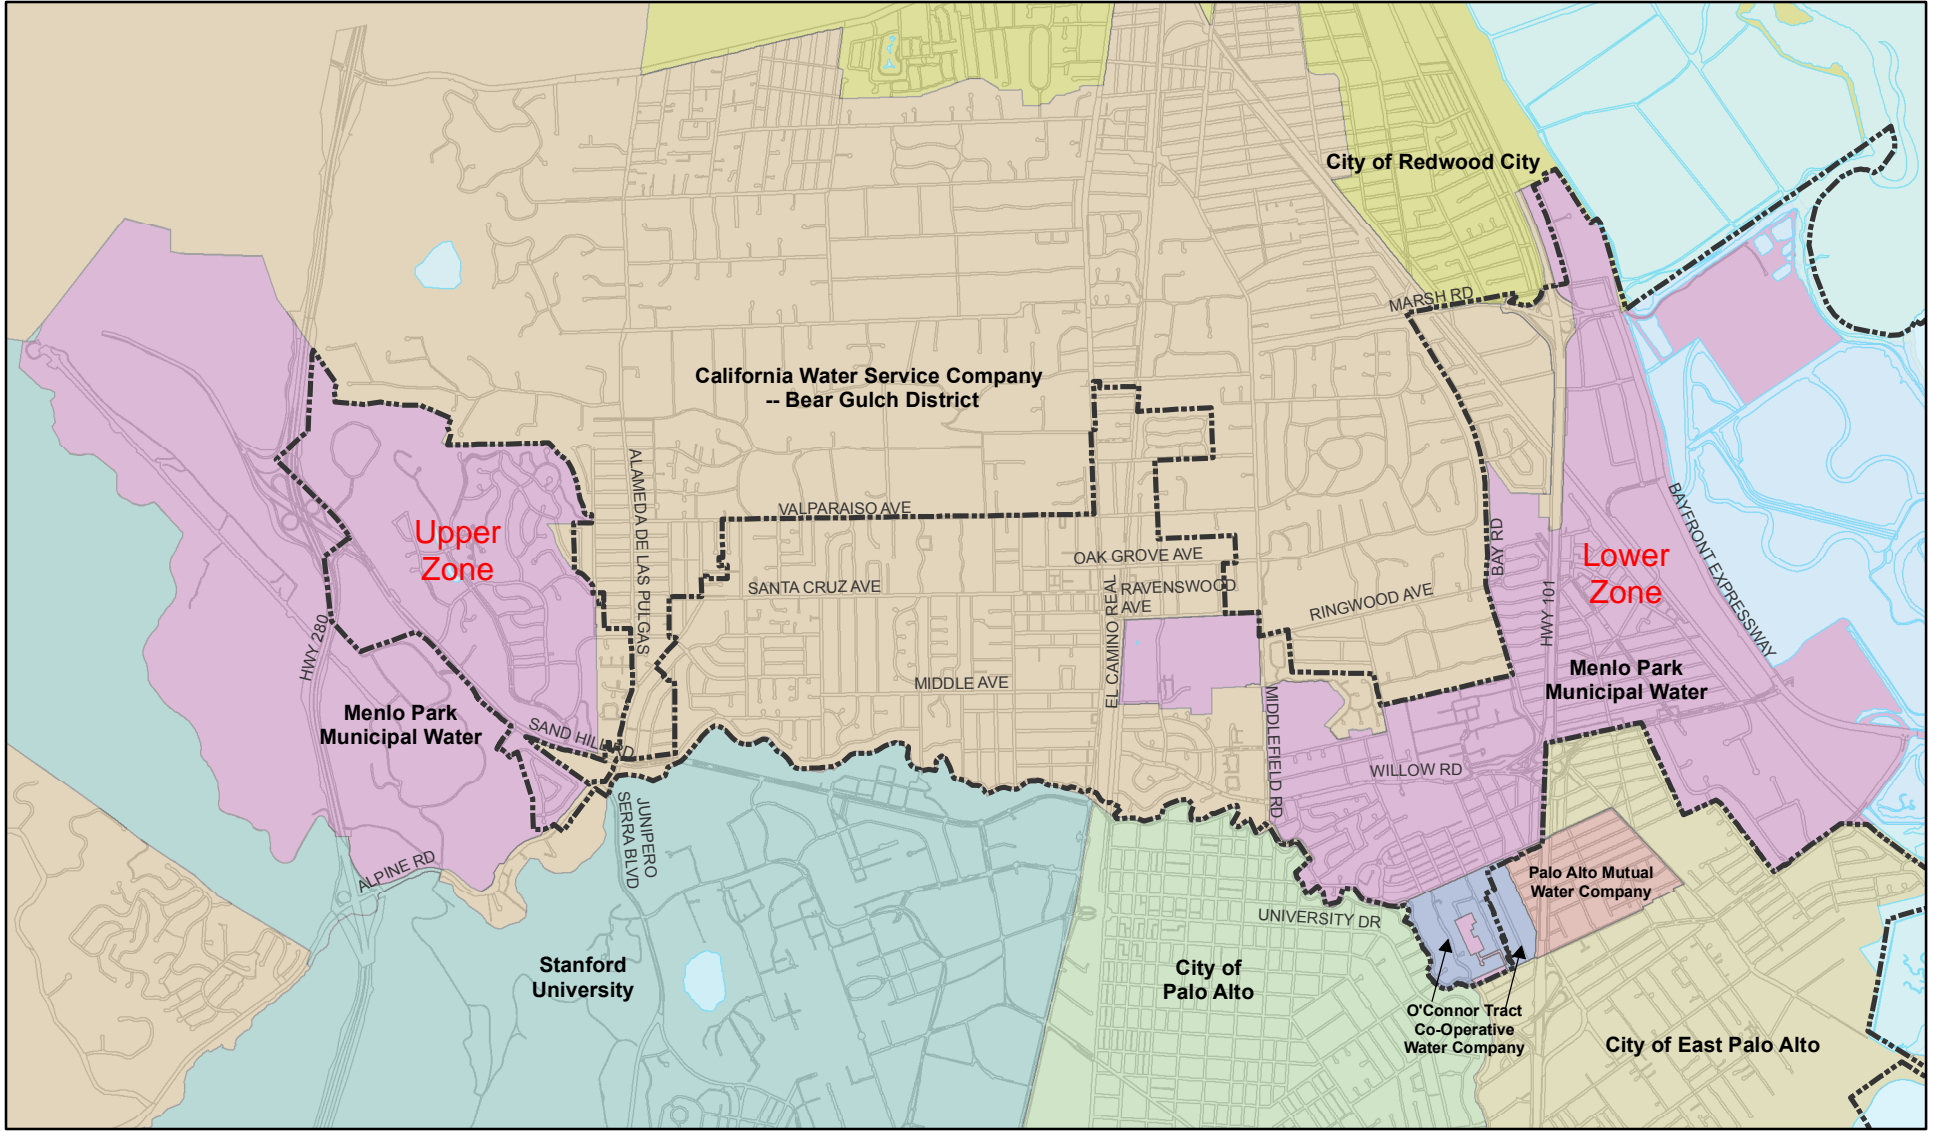 City of Redwood City
MARSH RD
California Water Service Company
-- Bear Gulch District
ALAMEDA DE LAS PULGAS
VALPARAISO AVE
Upper
Zone
BAY RD
BAYFRONT EXPRESSWAY
Lower
Zone
OAK GROVE AVE
SANTA CRUZ AVE
RAVENSWOOD
AVE
EL CAMINO REAL
RINGWOOD AVE
HWY 101
HWY 280
Menlo Park
Municipal Water
MIDDLE AVE
Menlo Park
Municipal Water
SAND HILL RD
MIDDLEFIELD RD
WILLOW RD
JUNIPERO
SERRA BLVD
ALPINE RD
Palo Alto Mutual
Water Company
UNIVERSITY DR
Stanford
University
City of
Palo Alto
O'Connor Tract
Co-Operative
Water Company
City of East Palo Alto